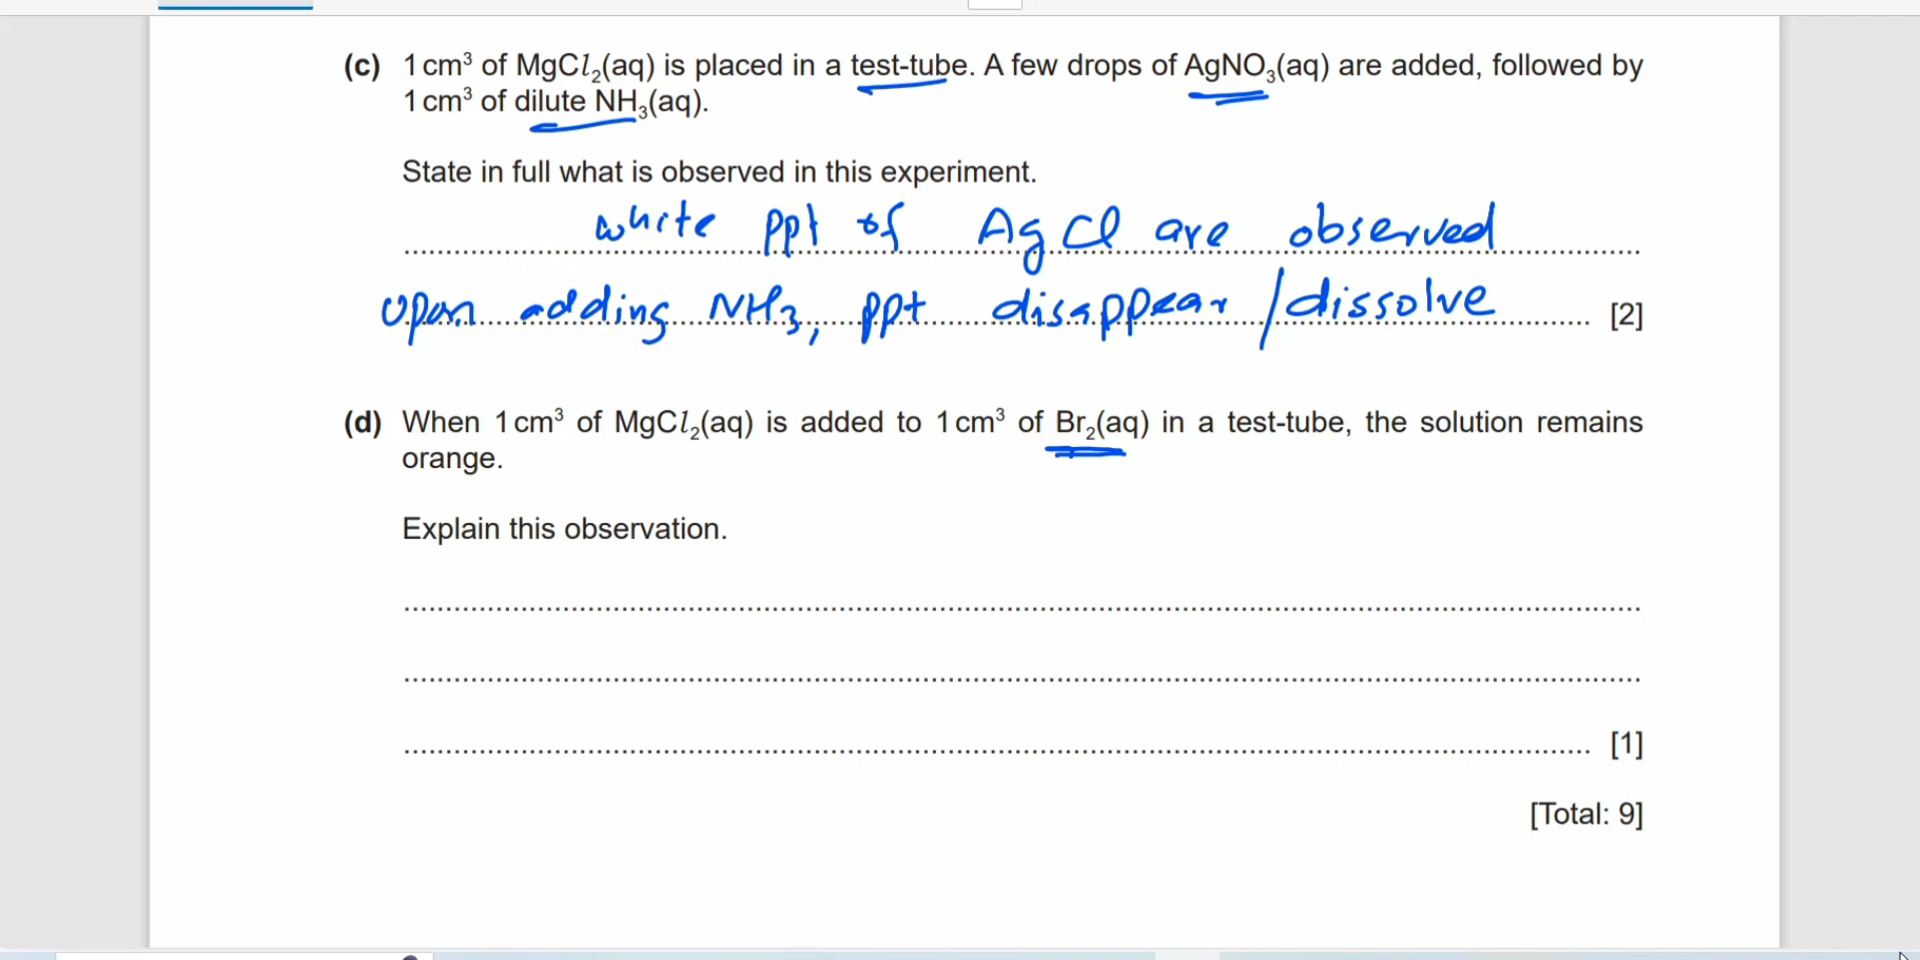 (c) 1 cm³ of MgCl₂(aq) is placed in a test-tube. A few drops of AgNO₃(aq) are added, followed by
1 cm³ of dilute NH₃(aq).
State in full what is observed in this experiment.
white ppt of AgCl are observed
upon adding NH3, ppt disappear / dissolve [2]
(d) When 1 cm³ of MgCl₂(aq) is added to 1 cm³ of Br₂(aq) in a test-tube, the solution remains
orange.
Explain this observation.
[1]
[Total: 9]